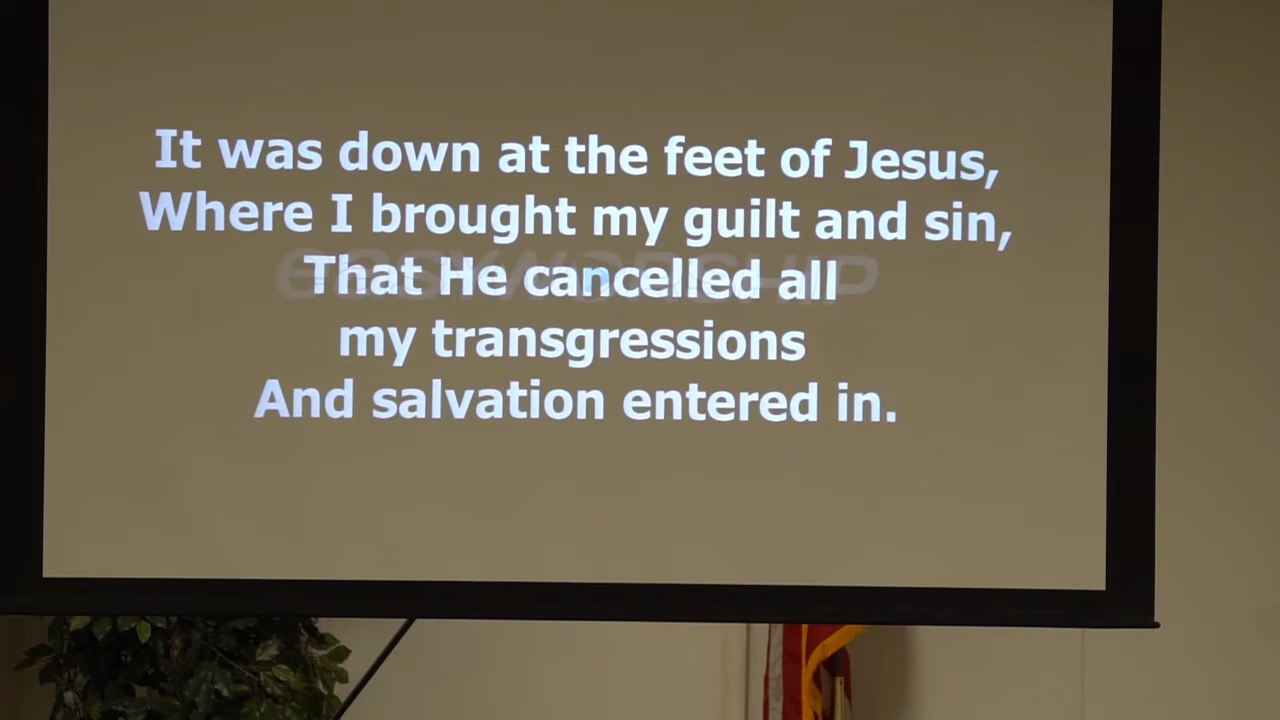 It was down at the feet of Jesus,
Where I brought my guilt and sin,
That He cancelled all
my transgressions
And salvation entered in.
easyworship